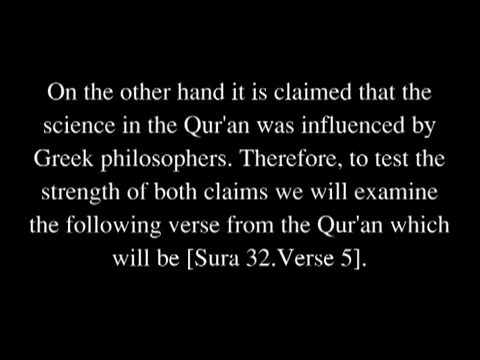 On the other hand it is claimed that the
science in the Qur'an was influenced by
Greek philosophers. Therefore, to test the
strength of both claims we will examine
the following verse from the Qur'an which
will be [Sura 32.Verse 5].